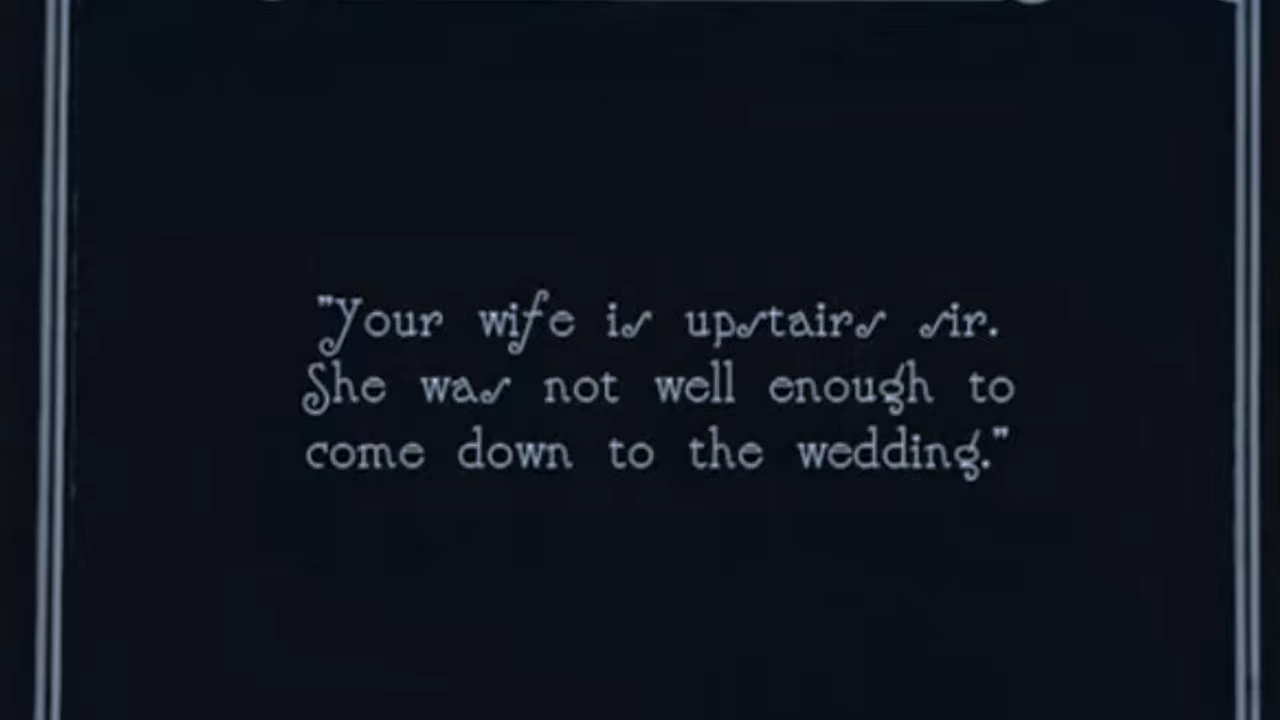 "Your wife is upstairs sir.
She was not well enough to
come down to the wedding."